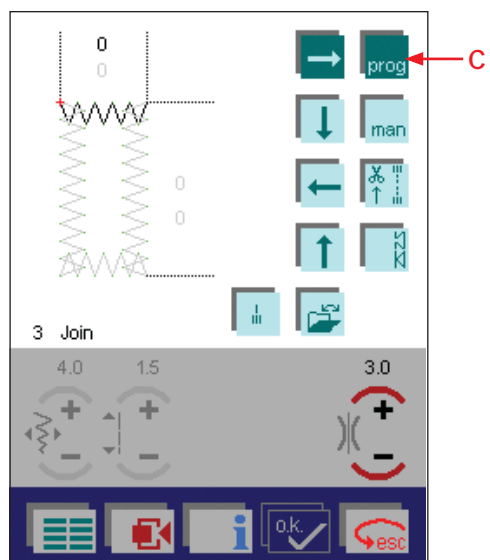 0
0
prog
C
man
0
0
3 Join
4.0 1.5 3.0
+ + +
− − −
i o.k. esc